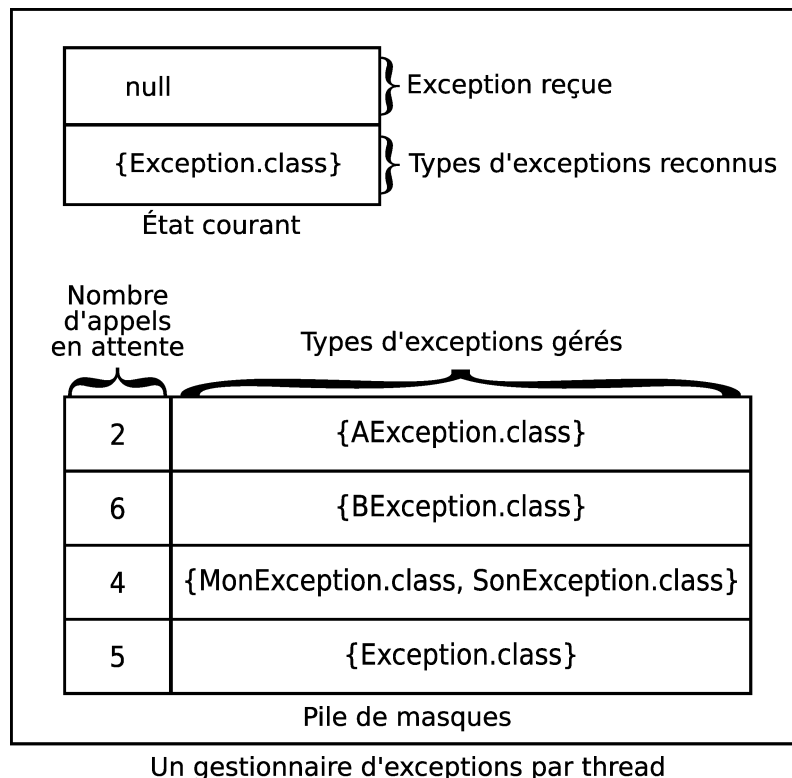 null
Exception reçue
{Exception.class}
Types d'exceptions reconnus
État courant
Nombre
d'appels
en attente
Types d'exceptions gérés
2
{AException.class}
6
{BException.class}
4
{MonException.class, SonException.class}
5
{Exception.class}
Pile de masques
Un gestionnaire d'exceptions par thread